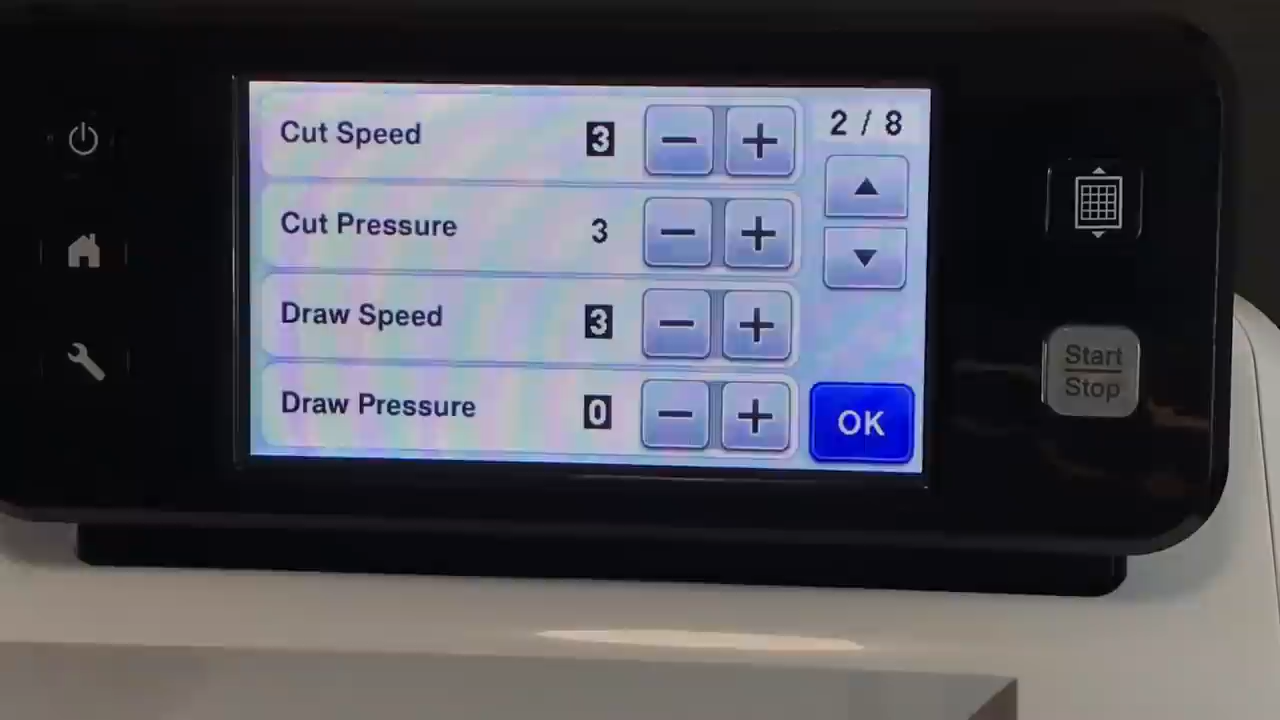 Cut Speed 3 − +
2 / 8
Cut Pressure 3 − +
Draw Speed 3 − +
Draw Pressure 0 − +
OK
Start
Stop